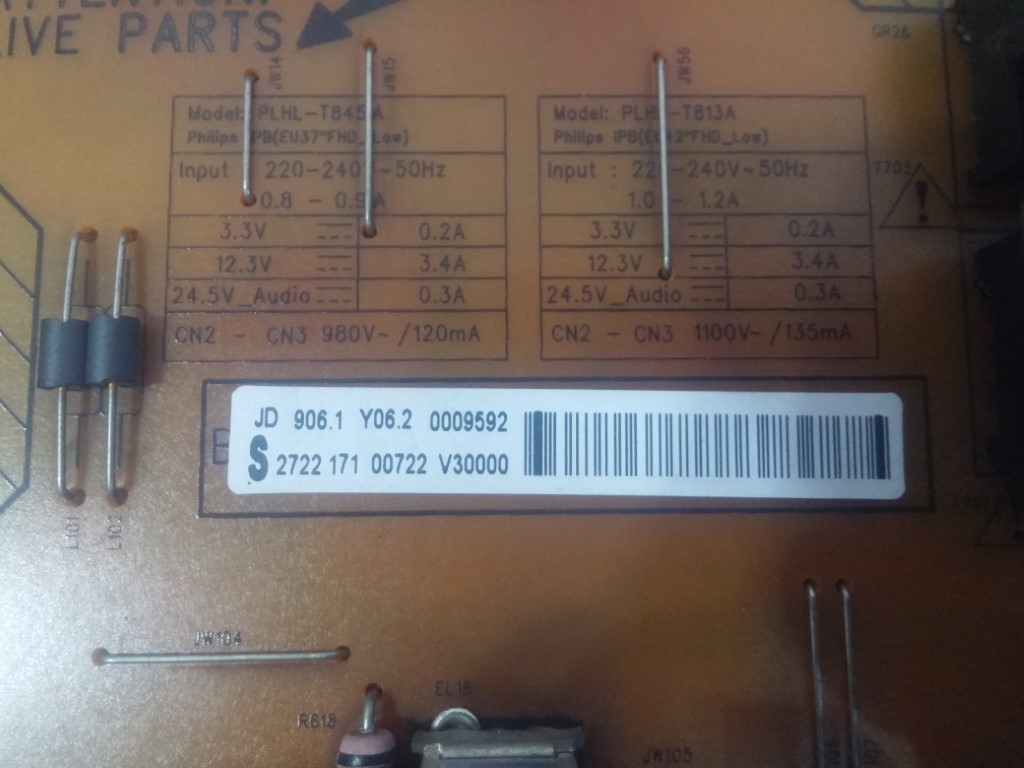 ATTENTION!
LIVE PARTS
JW14
JW15
JW56
GR26
Model: PLHL-T845A
Philips IPB(EU37"FHD_Low)
Input : 220-240V~50Hz
0.8 - 0.9A
3.3V 0.2A
12.3V 3.4A
24.5V_Audio 0.3A
CN2 - CN3 980V~/120mA
Model: PLHL-T813A
Philips IPB(EU42"FHD_Low)
Input : 220-240V~50Hz
1.0 - 1.2A
3.3V 0.2A
12.3V 3.4A
24.5V_Audio 0.3A
CN2 - CN3 1100V~/135mA
T703
JD 906.1 Y06.2 0009592
S 2722 171 00722 V30000
L101
L102
JW104
EL18
R618
JW105